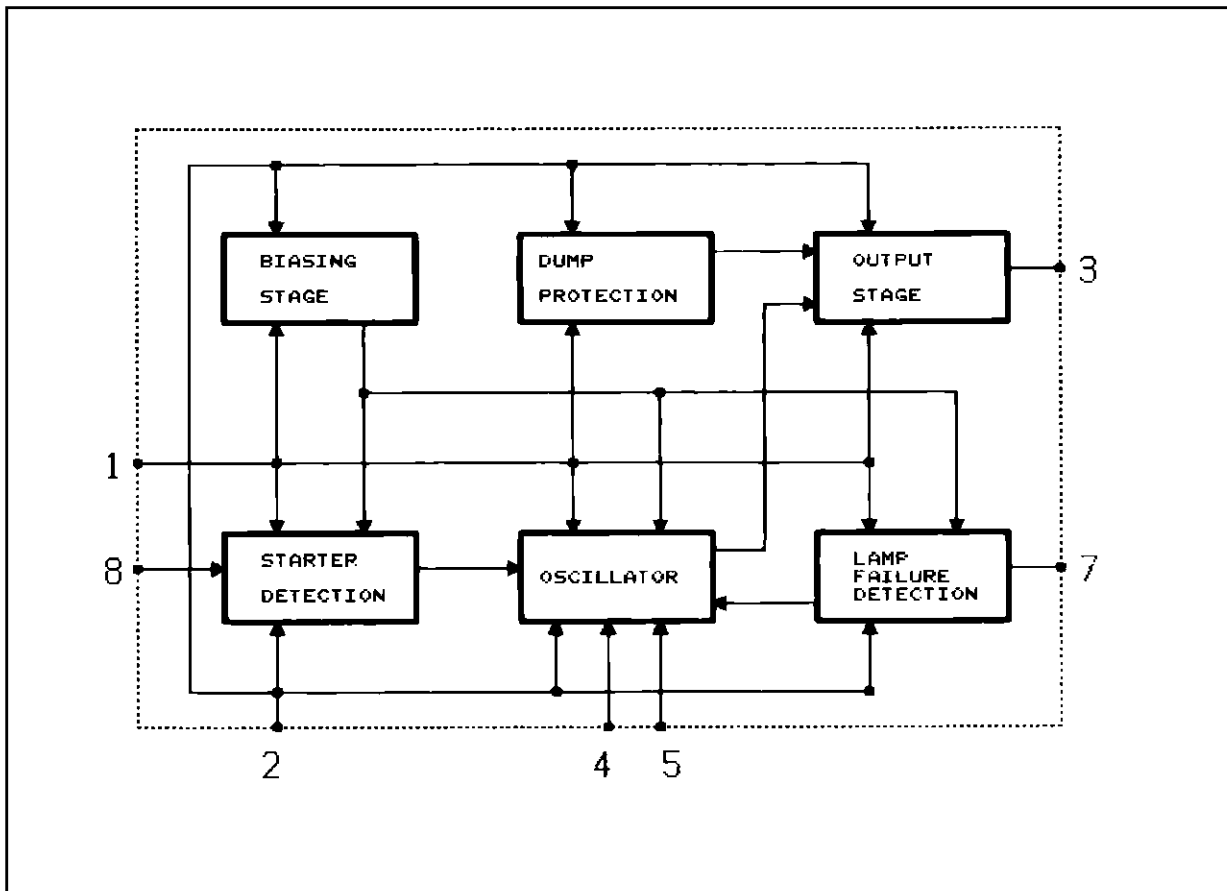 BIASING
STAGE
DUMP
PROTECTION
OUTPUT
STAGE
3
1
8
STARTER
DETECTION
OSCILLATOR
LAMP
FAILURE
DETECTION
7
2
4
5